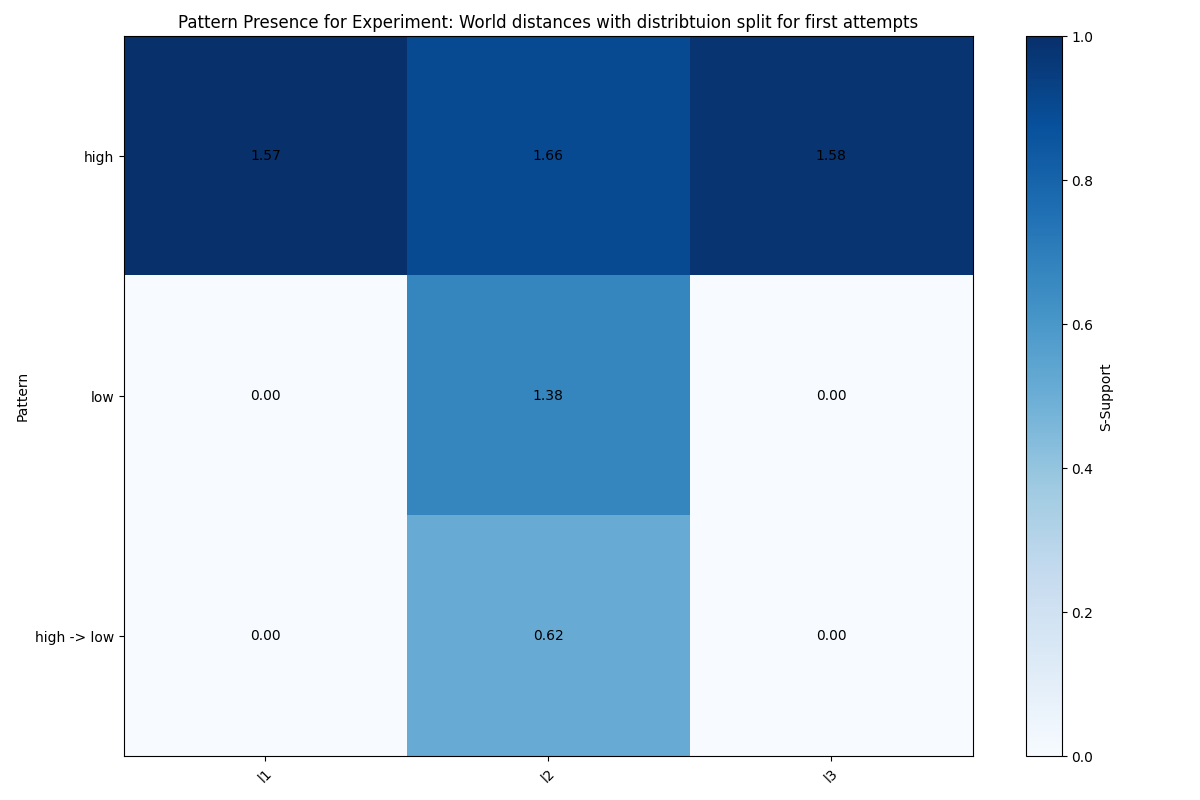 Pattern Presence for Experiment: World distances with distribtuion split for first attempts
Pattern
high
1.57
1.66
1.58
low
0.00
1.38
0.00
high -> low
0.00
0.62
0.00
l1
l2
l3
1.0
0.8
0.6
0.4
0.2
0.0
S-Support